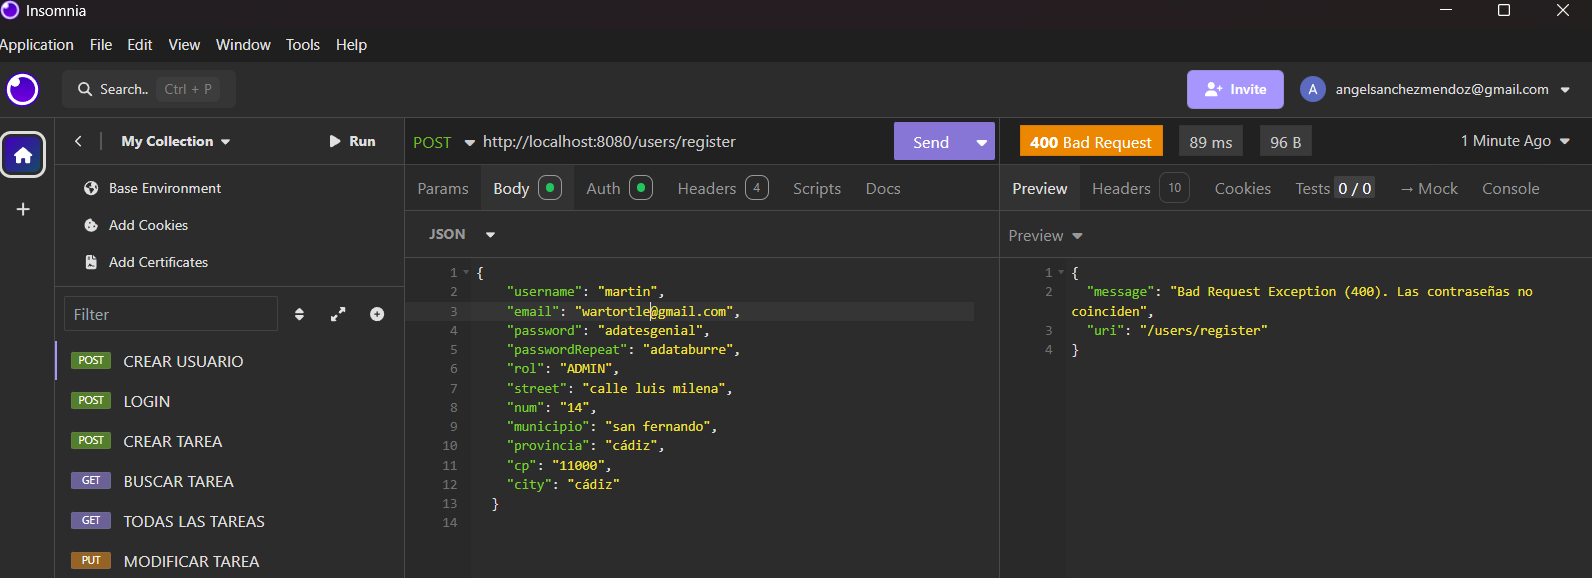 Insomnia
Application File Edit View Window Tools Help
Search.. Ctrl + P
Invite
A angelsanchezmendoz@gmail.com
My Collection
Run
Base Environment
Add Cookies
Add Certificates
Filter
POST CREAR USUARIO
POST LOGIN
POST CREAR TAREA
GET BUSCAR TAREA
GET TODAS LAS TAREAS
PUT MODIFICAR TAREA
POST http://localhost:8080/users/register
Send
Params Body Auth Headers 4 Scripts Docs
JSON
1 {
2 "username": "martin",
3 "email": "wartortle@gmail.com",
4 "password": "adatesgenial",
5 "passwordRepeat": "adataburre",
6 "rol": "ADMIN",
7 "street": "calle luis milena",
8 "num": "14",
9 "municipio": "san fernando",
10 "provincia": "cádiz",
11 "cp": "11000",
12 "city": "cádiz"
13 }
14
400 Bad Request 89 ms 96 B 1 Minute Ago
Preview Headers 10 Cookies Tests 0 / 0 → Mock Console
Preview
1 {
2 "message": "Bad Request Exception (400). Las contraseñas no
coinciden",
3 "uri": "/users/register"
4 }